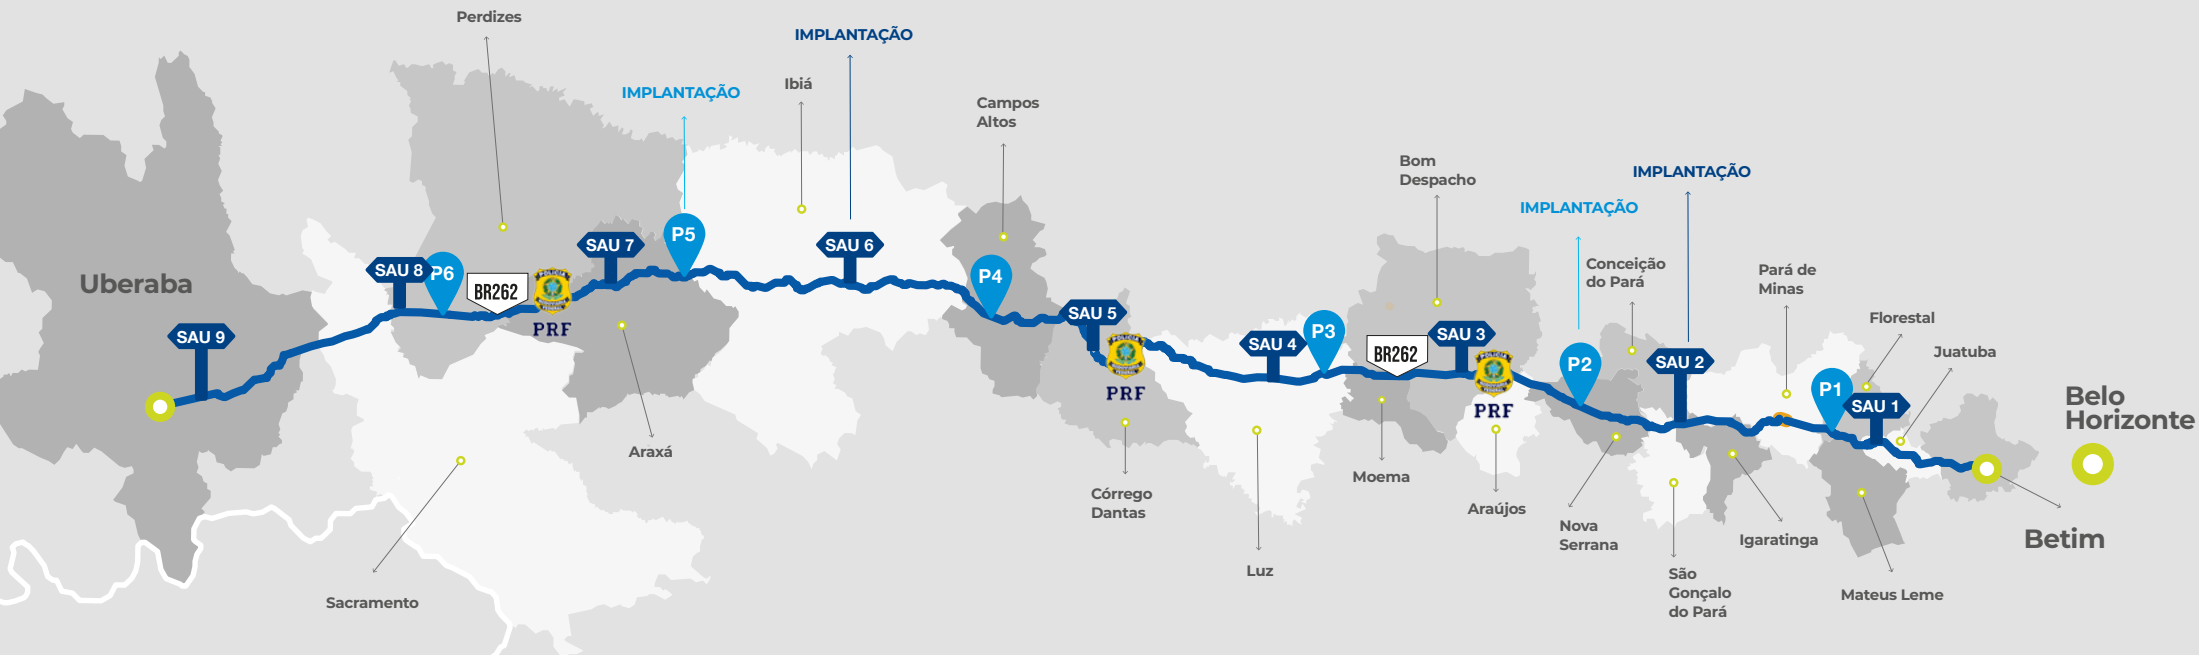 Perdizes
IMPLANTAÇÃO
IMPLANTAÇÃO
Ibiá
Campos
Altos
Bom
Despacho
IMPLANTAÇÃO
IMPLANTAÇÃO
Conceição
do Pará
Pará de
Minas
Florestal
Juatuba
Uberaba
SAU 9
SAU 8
P6
BR262
PRF
SAU 7
P5
SAU 6
P4
SAU 5
PRF
SAU 4
P3
BR262
SAU 3
PRF
P2
SAU 2
P1
SAU 1
Belo
Horizonte
Betim
Araxá
Sacramento
Córrego
Dantas
Luz
Moema
Araújos
Nova
Serrana
São
Gonçalo
do Pará
Igaratinga
Mateus Leme